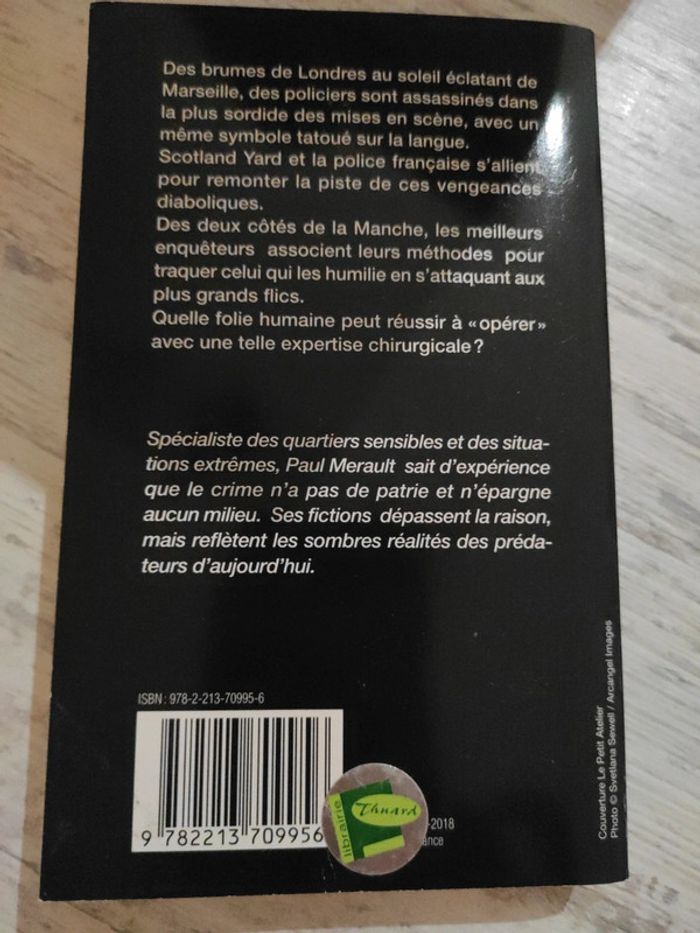 Des brumes de Londres au soleil éclatant de
Marseille, des policiers sont assassinés dans
la plus sordide des mises en scène, avec un
même symbole tatoué sur la langue.
Scotland Yard et la police française s'allient
pour remonter la piste de ces vengeances
diaboliques.
Des deux côtés de la Manche, les meilleurs
enquêteurs associent leurs méthodes pour
traquer celui qui les humilie en s'attaquant aux
plus grands flics.
Quelle folie humaine peut réussir à «opérer»
avec une telle expertise chirurgicale ?
Spécialiste des quartiers sensibles et des situa-
tions extrêmes, Paul Merault sait d'expérience
que le crime n'a pas de patrie et n'épargne
aucun milieu. Ses fictions dépassent la raison,
mais reflètent les sombres réalités des préda-
teurs d'aujourd'hui.
ISBN : 978-2-213-70995-6
9 782213 709956
librairie
Thuard
-2018
Couverture Le Petit Atelier
Photo © Svetlana Sewell / Arcangel Images